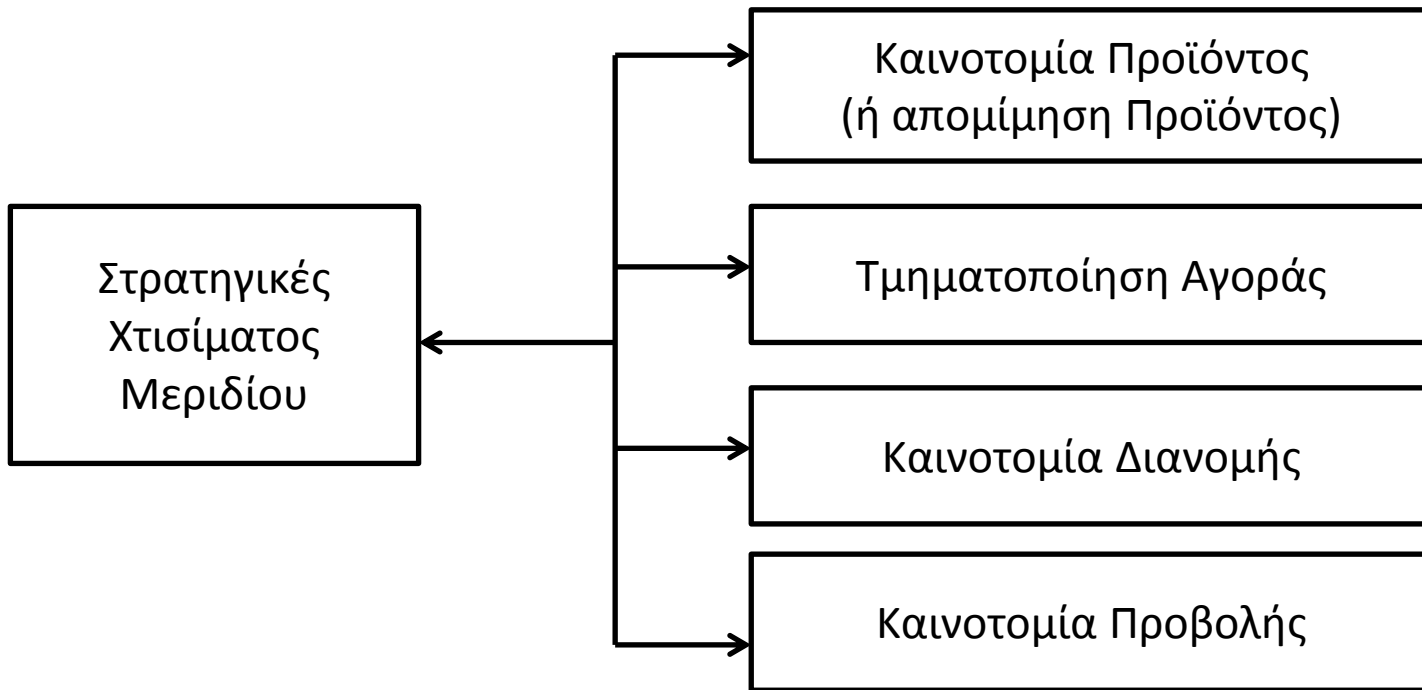 Στρατηγικές
Χτισίματος
Μεριδίου
Καινοτομία Προϊόντος
(ή απομίμηση Προϊόντος)
Τμηματοποίηση Αγοράς
Καινοτομία Διανομής
Καινοτομία Προβολής